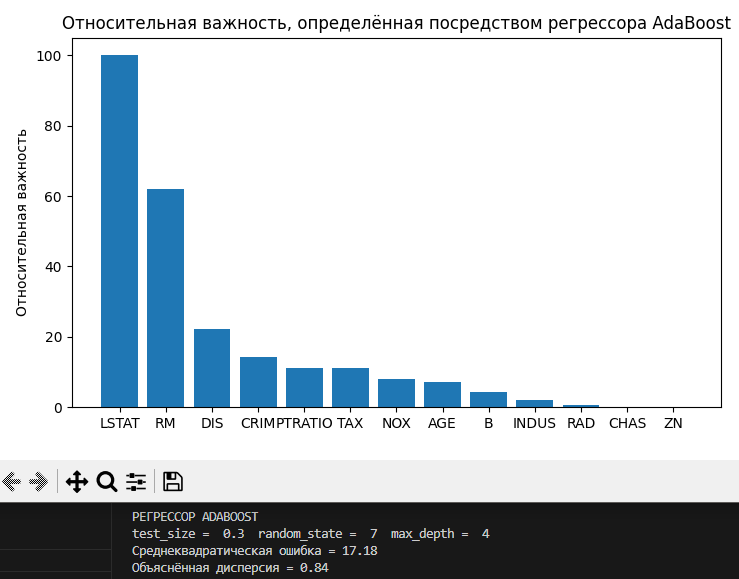 Относительная важность, определённая посредством регрессора AdaBoost
100
80
60
40
20
0
Относительная важность
LSTAT RM DIS CRIM PTRATIO TAX NOX AGE B INDUS RAD CHAS ZN
РЕГРЕССОР ADABOOST
test_size = 0.3 random_state = 7 max_depth = 4
Среднеквадратическая ошибка = 17.18
Объяснённая дисперсия = 0.84